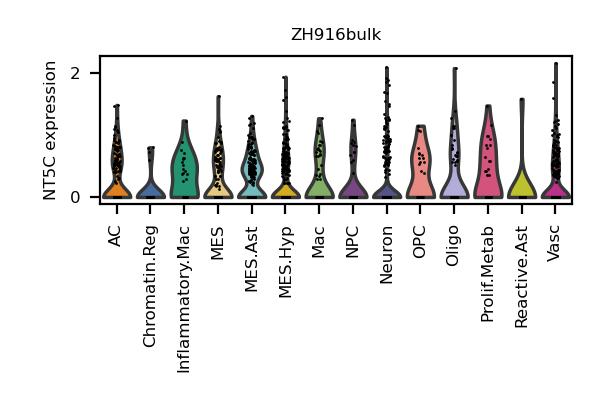 ZH916bulk
NT5C expression
2
0
AC
Chromatin.Reg
Inflammatory.Mac
MES
MES.Ast
MES.Hyp
Mac
NPC
Neuron
OPC
Oligo
Prolif.Metab
Reactive.Ast
Vasc